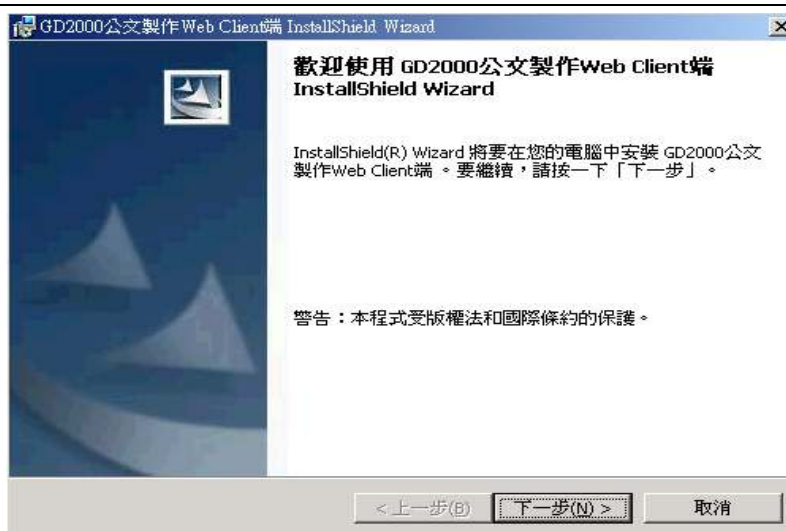 GD2000公文製作Web Client端 InstallShield Wizard
歡迎使用 GD2000公文製作Web Client端
InstallShield Wizard
InstallShield(R) Wizard 將要在您的電腦中安裝 GD2000公文
製作Web Client端 。要繼續，請按一下「下一步」。
警告：本程式受版權法和國際條約的保護。
< 上一步(B) 下一步(N) > 取消